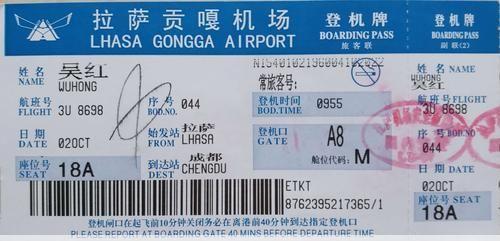 拉萨贡嘎机场
LHASA GONGGA AIRPORT
登机牌
BOARDING PASS
旅客联
登机牌
BOARDING PASS
副联(2)
姓名 吴红
NAME WUHONG
航班号 3U 8698
FLIGHT
序号 044
BOD.NO.
日期 02OCT
DATE
始发站 拉萨
FROM LHASA
座位号 18A
SEAT
到达站 成都
TO CHENGDU
常旅客号:
登机时间 0955
BOD.TIME
登机口 A8
GATE
舱位代码: M
ETKT
8762395217365/1
姓名 吴红
NAME WUHONG
航班号 3U 8698
FLIGHT
序号 BOD.NO.
044
日期 02OCT
DATE
座位号 18A
SEAT
登机闸口在起飞前10分钟关闭务必在离港前40分钟到达指定登机口
PLEASE REPORT AT BOARDING GATE 40 MINS BEFORE DEPARTURE TIME